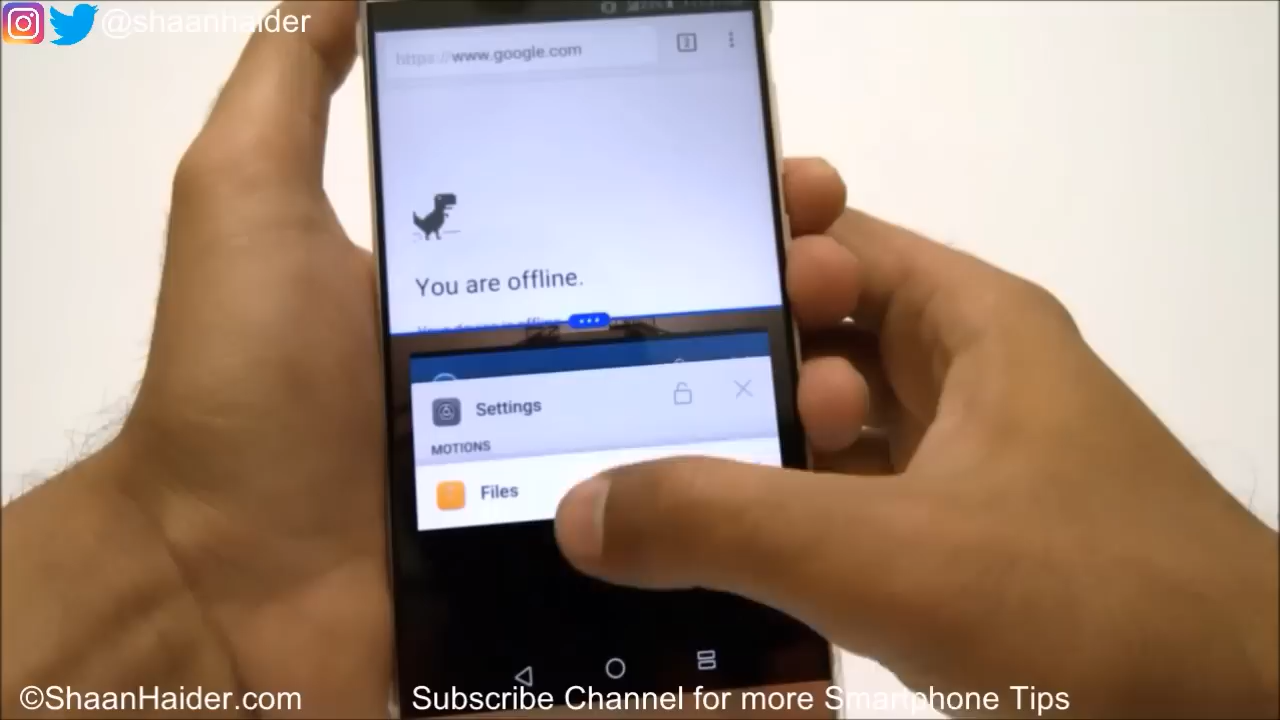 @shaanhaider
https://www.google.com
You are offline.
Settings
MOTIONS
Files
©ShaanHaider.com
Subscribe Channel for more Smartphone Tips